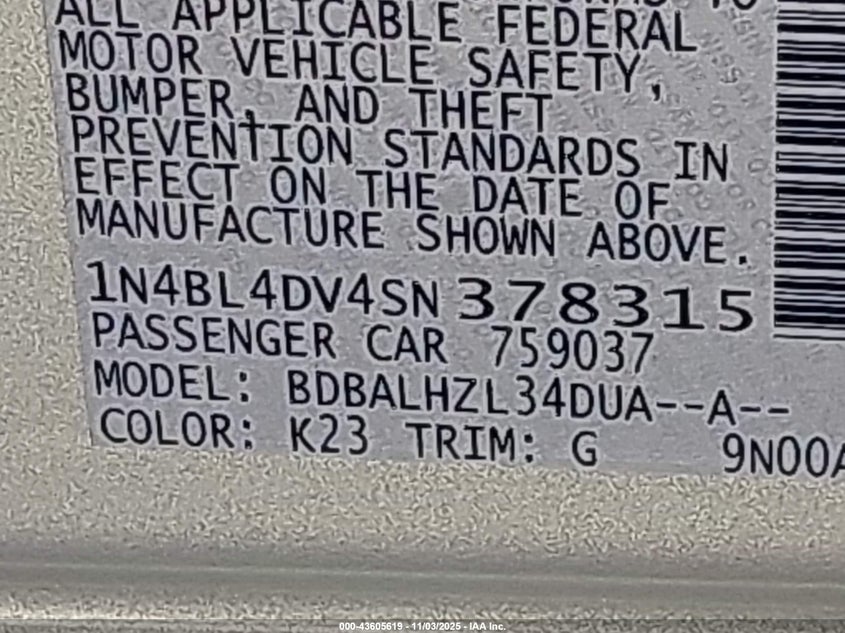 ALL APPLICABLE FEDERAL
MOTOR VEHICLE SAFETY,
BUMPER, AND THEFT
PREVENTION STANDARDS IN
EFFECT ON THE DATE OF
MANUFACTURE SHOWN ABOVE.
1N4BL4DV4SN378315
PASSENGER CAR 759037
MODEL: BDBALHZL34DUA--A--
COLOR: K23 TRIM: G 9N00A
000-43605619 - 11/03/2025 - IAA Inc.